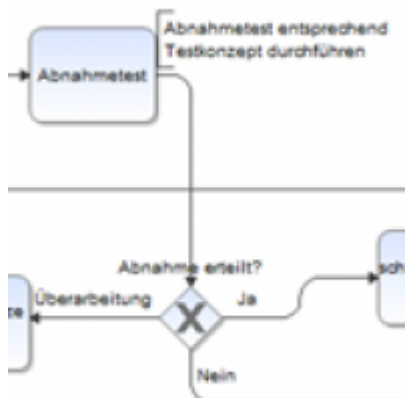 Abnahmetest entsprechend
Testkonzept durchführen
Abnahmetest
Abnahme erteilt?
Überarbeitung
Ja
Nein